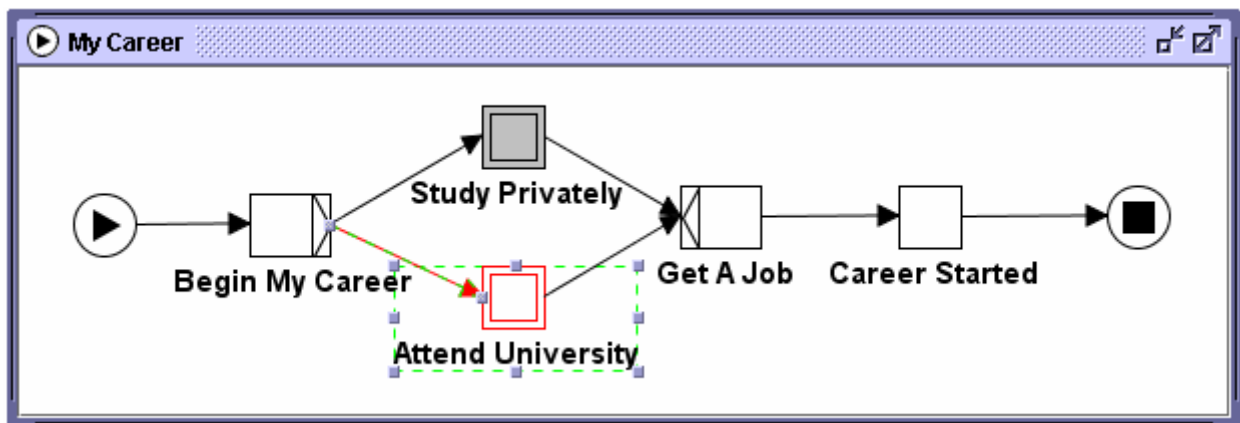 My Career
Study Privately
Begin My Career
Get A Job
Career Started
Attend University